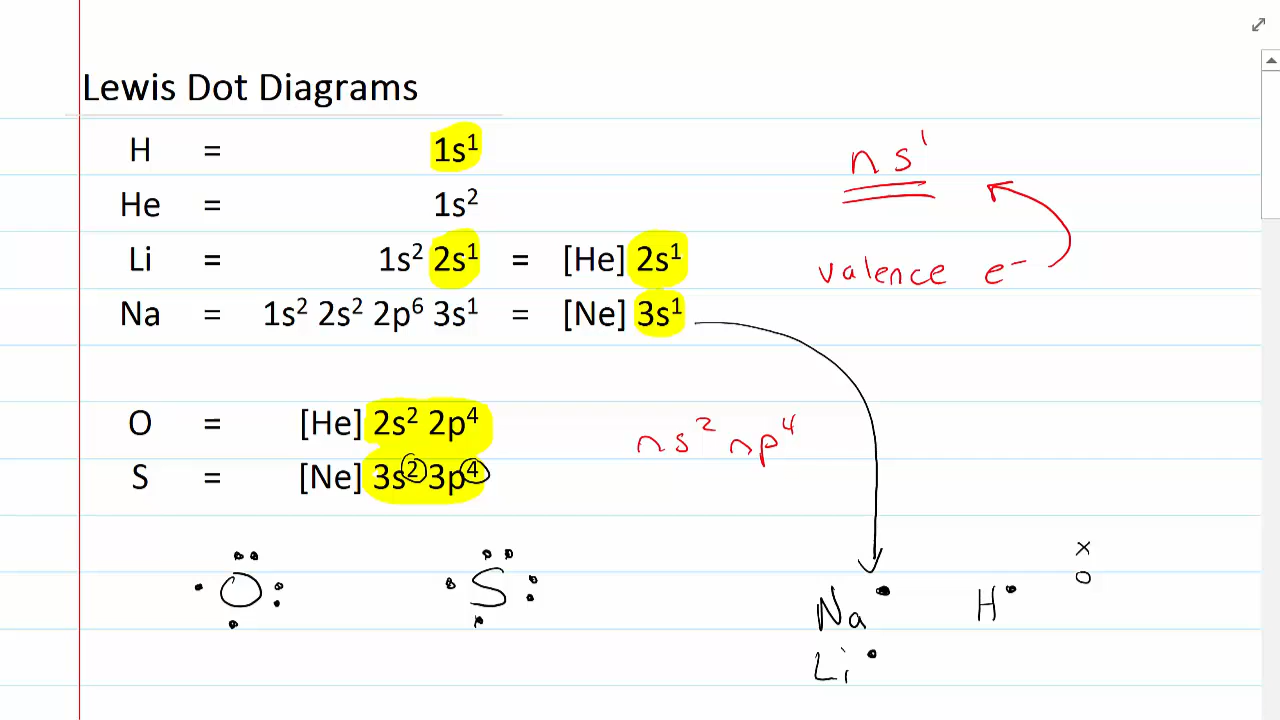 Lewis Dot Diagrams
H = 1s¹ n s¹
He = 1s²
Li = 1s² 2s¹ = [He] 2s¹ valence e⁻
Na = 1s² 2s² 2p⁶ 3s¹ = [Ne] 3s¹
O = [He] 2s² 2p⁴ ns² np⁴
S = [Ne] 3s² 3p⁴
x
o
O S Na H
Li